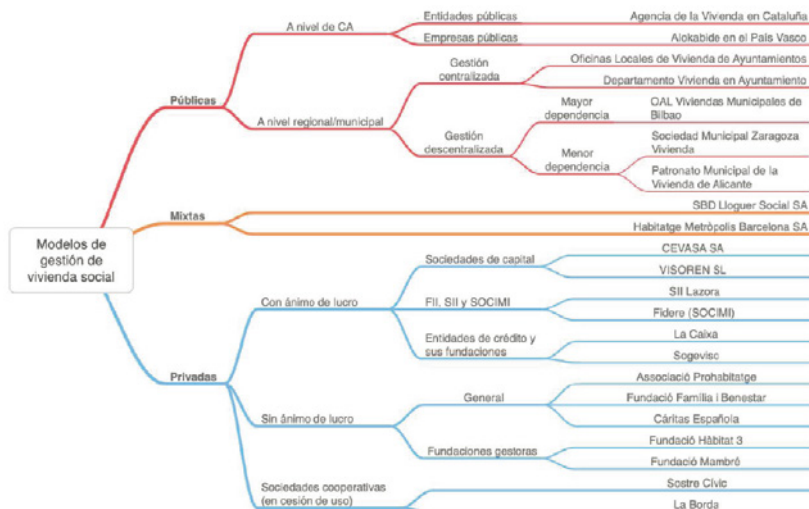 Modelos de
gestión de
vivienda social
Públicas
A nivel de CA
Entidades públicas
Agencia de la Vivienda en Cataluña
Empresas públicas
Alokabide en el País Vasco
A nivel regional/municipal
Gestión
centralizada
Oficinas Locales de Vivienda de Ayuntamientos
Departamento Vivienda en Ayuntamiento
Gestión
descentralizada
Mayor
dependencia
OAL Viviendas Municipales de
Bilbao
Menor
dependencia
Sociedad Municipal Zaragoza
Vivienda
Patronato Municipal de la
Vivienda de Alicante
Mixtas
SBD Lloguer Social SA
Habitatge Metròpolis Barcelona SA
Privadas
Con ánimo de lucro
Sociedades de capital
CEVASA SA
VISOREN SL
FII, SII y SOCIMI
SII Lazora
Fidere (SOCIMI)
Entidades de crédito y
sus fundaciones
La Caixa
Sogevisc
Sin ánimo de lucro
General
Associació Prohabitatge
Fundació Família i Benestar
Cáritas Española
Fundaciones gestoras
Fundació Hàbitat 3
Fundació Mambré
Sociedades cooperativas
(en cesión de uso)
Sostre Cívic
La Borda